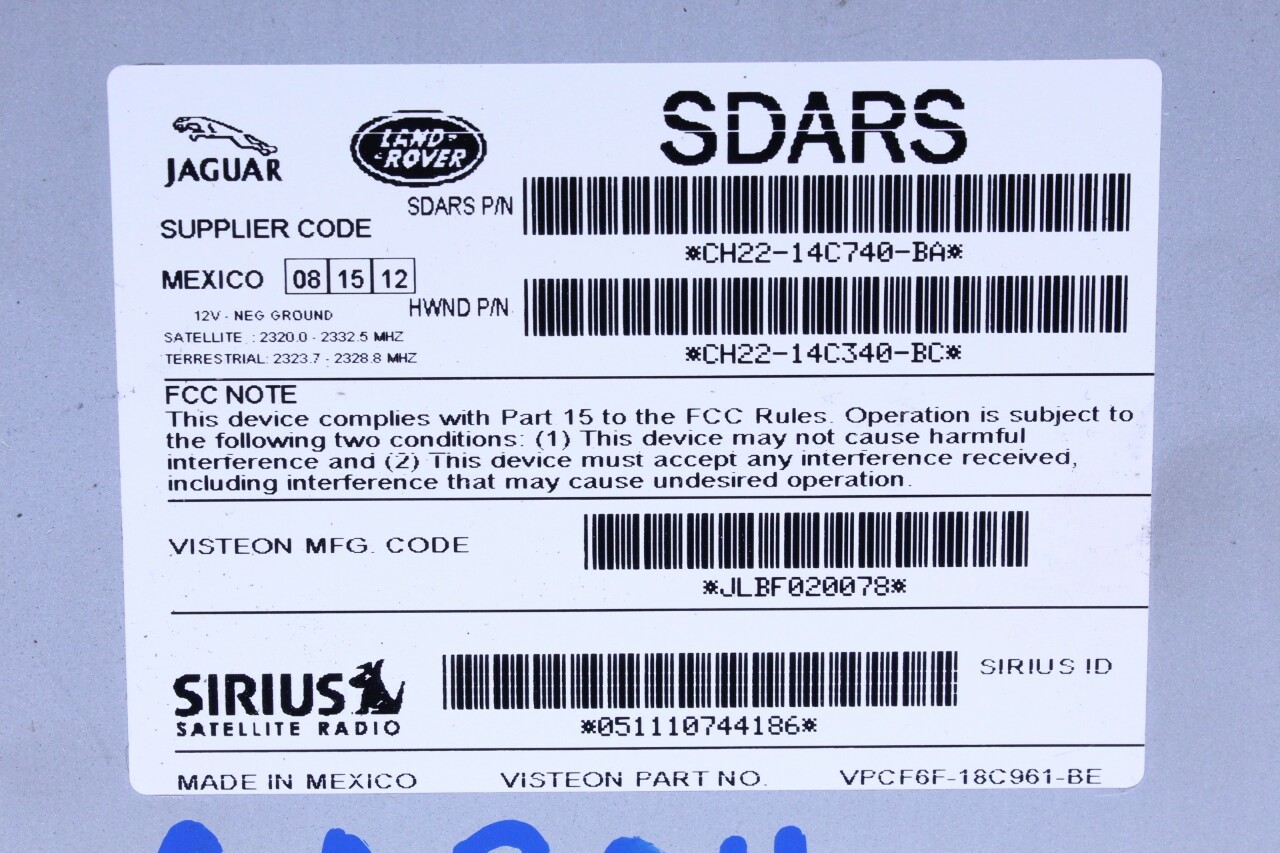 JAGUAR
LAND-
-ROVER
SDARS
SDARS P/N
*CH22-14C740-BA*
SUPPLIER CODE
MEXICO 08 15 12
HWND P/N
*CH22-14C340-BC*
12V - NEG GROUND
SATELLITE : 2320.0 - 2332.5 MHZ
TERRESTRIAL: 2323.7 - 2328.8 MHZ
FCC NOTE
This device complies with Part 15 to the FCC Rules. Operation is subject to
the following two conditions: (1) This device may not cause harmful
interference and (2) This device must accept any interference received,
including interference that may cause undesired operation.
VISTEON MFG. CODE
*JLBF020078*
SIRIUS
SATELLITE RADIO
*051110744186*
SIRIUS ID
MADE IN MEXICO VISTEON PART NO. VPCF6F-18C961-BE